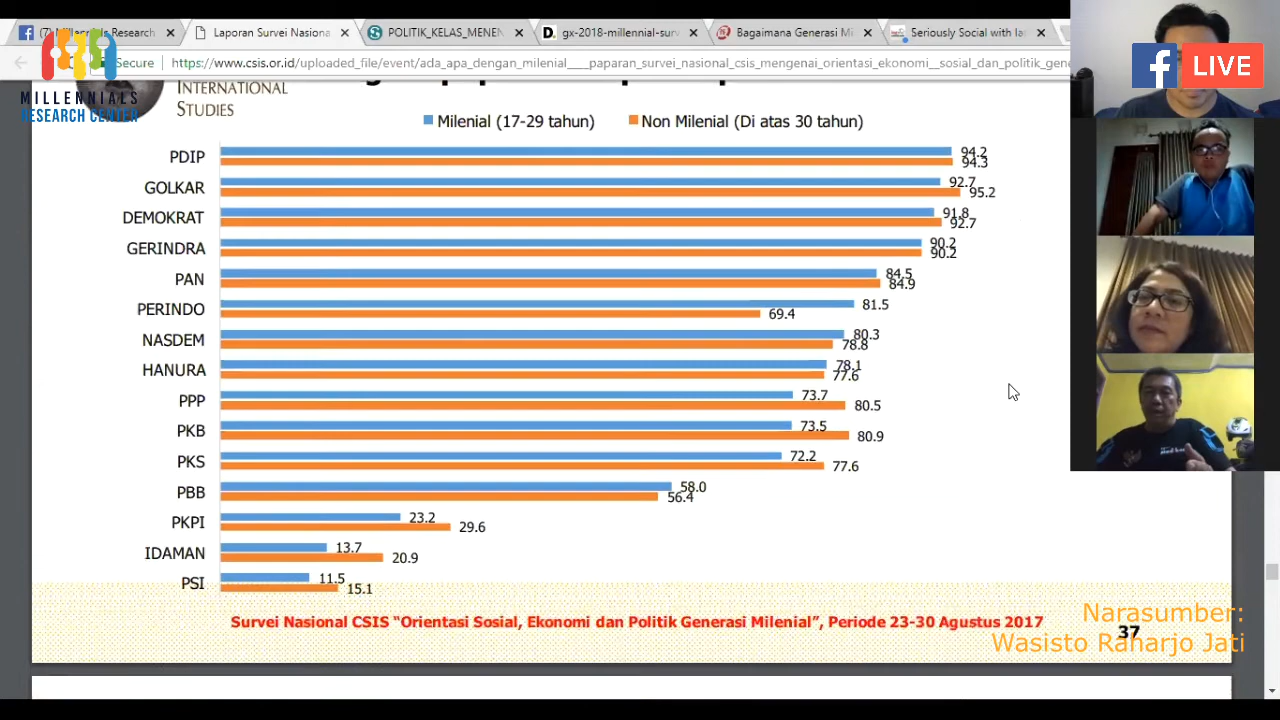 (7) Millennials Research
Laporan Survei Nasiona
POLITIK_KELAS_MENEN
gx-2018-millennial-surv
Bagaimana Generasi Mi
Seriously Social with Ian
Secure
https://www.csis.or.id/uploaded_file/event/ada_apa_dengan_milenial____paparan_survei_nasional_csis_mengenai_orientasi_ekonomi__sosial_dan_politik_gene
f LIVE
MILLENNIALS
RESEARCH CENTER
INTERNATIONAL
STUDIES
Milenial (17-29 tahun)
Non Milenial (Di atas 30 tahun)
PDIP 94.2
94.3
GOLKAR 92.7
95.2
DEMOKRAT 91.8
92.7
GERINDRA 90.2
90.2
PAN 84.5
84.9
PERINDO 81.5
69.4
NASDEM 80.3
78.8
HANURA 78.1
77.6
PPP 73.7
80.5
PKB 73.5
80.9
PKS 72.2
77.6
PBB 58.0
56.4
PKPI 23.2
29.6
IDAMAN 13.7
20.9
PSI 11.5
15.1
Survei Nasional CSIS “Orientasi Sosial, Ekonomi dan Politik Generasi Milenial”, Periode 23-30 Agustus 2017
37
Narasumber:
Wasisto Raharjo Jati